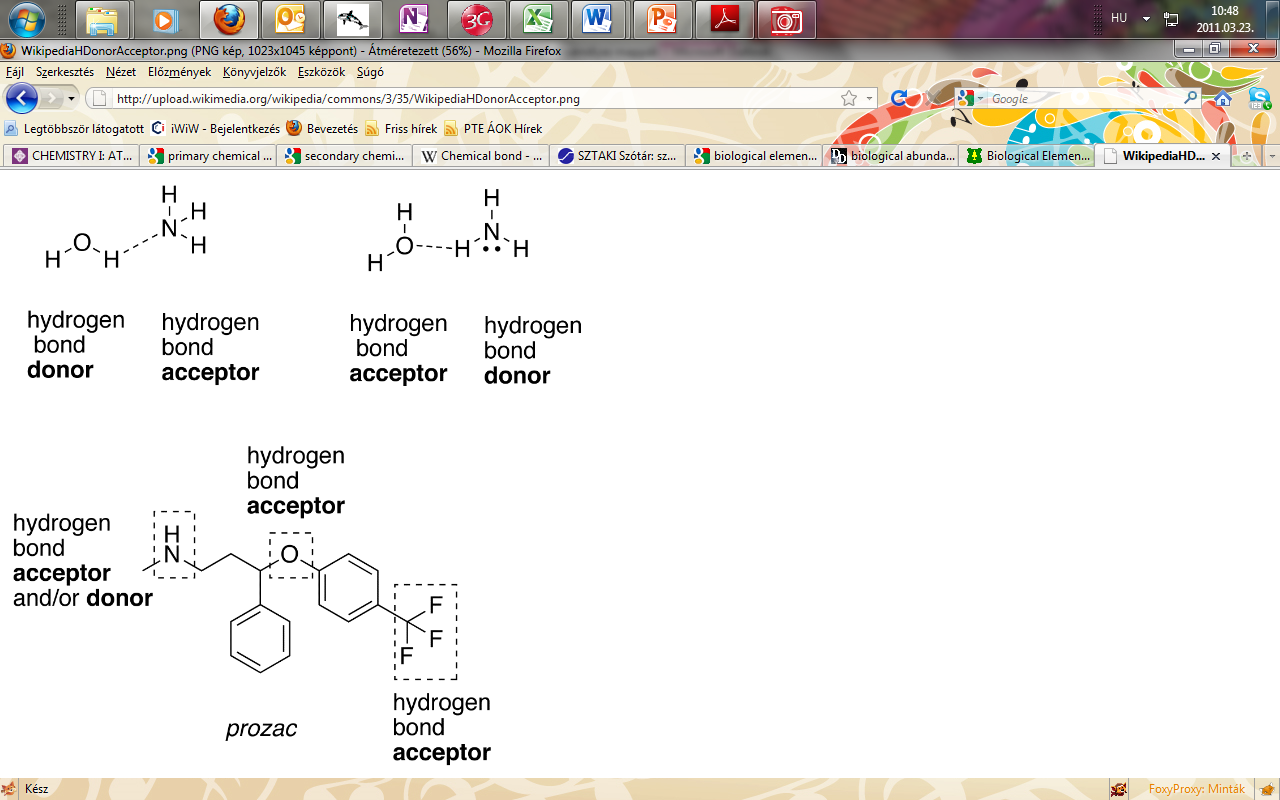 HU
10:48
2011.03.23.
WikipediaHDonorAcceptor.png (PNG kép, 1023x1045 képpont) - Átméretezett (56%) - Mozilla Firefox
Fájl Szerkesztés Nézet Előzmények Könyvjelzők Eszközök Súgó
http://upload.wikimedia.org/wikipedia/commons/3/35/WikipediaHDonorAcceptor.png
Google
Legtöbbször látogatott iWiW - Bejelentkezés Bevezetés Friss hírek PTE ÁOK Hírek
CHEMISTRY I: AT... primary chemical ... secondary chemi... Chemical bond - ... SZTAKI Szótár: sz... biological elemen... biological abunda... Biological Elemen... WikipediaHD...
H
N H
H
H O H
H
O
H
H
H N H
hydrogen
bond
donor
hydrogen
bond
acceptor
hydrogen
bond
acceptor
hydrogen
bond
donor
hydrogen
bond
acceptor
hydrogen
bond
acceptor
and/or donor
H
N
O
F
F
F
hydrogen
bond
acceptor
prozac
Kész
FoxyProxy: Minták